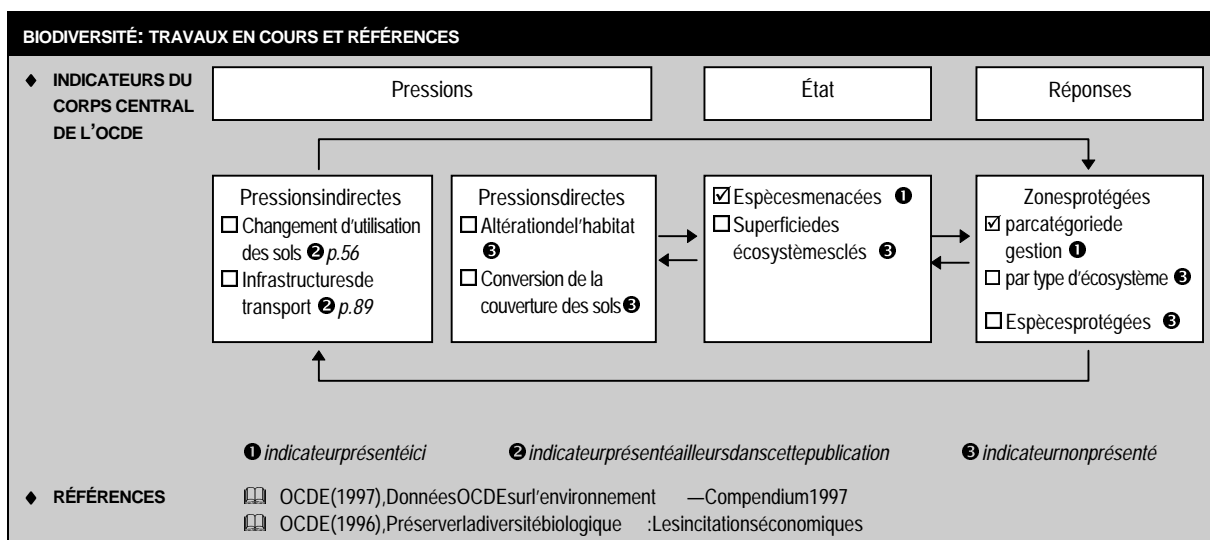 BIODIVERSITÉ: TRAVAUX EN COURS ET RÉFÉRENCES
♦ INDICATEURS DU
CORPS CENTRAL
DE L'OCDE
Pressions
État
Réponses
Pressionsindirectes
☐ Changement d'utilisation
des sols ❷ p.56
☐ Infrastructuresde
transport ❷ p.89
Pressionsdirectes
☐ Altérationdel'habitat
❸
☐ Conversion de la
couverture des sols❸
☑ Espècesmenacées ❶
☐ Superficiedes
écosystèmesclés ❸
Zonesprotégées
☑ parcatégoriede
gestion ❶
☐ par type d'écosystème ❸
☐ Espècesprotégées ❸
❶ indicateurprésentéici
❷ indicateurprésentéailleursdanscettepublication
❸ indicateurnonprésenté
♦ RÉFÉRENCES
🕮 OCDE(1997),DonnéesOCDEsurl'environnement —Compendium1997
🕮 OCDE(1996),Préserverladiversitébiologique :Lesincitationséconomiques